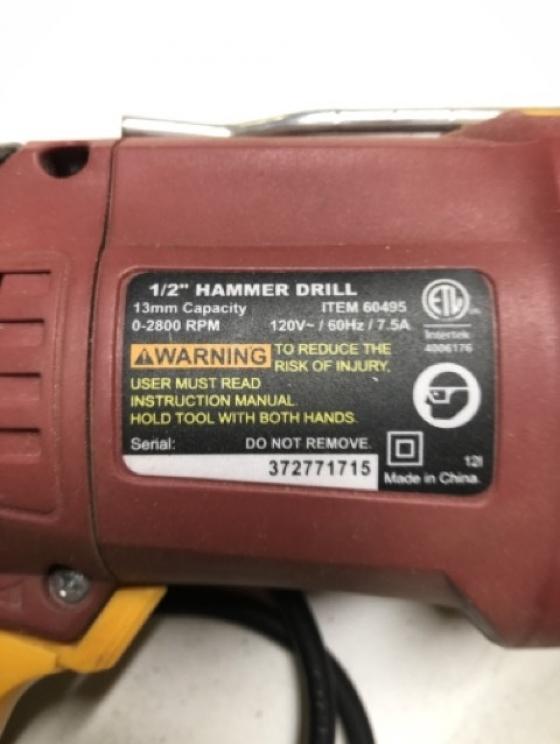 1/2" HAMMER DRILL
13mm Capacity ITEM 60495
0-2800 RPM 120V~ / 60Hz / 7.5A
ETL
Intertek
4006176
WARNING TO REDUCE THE
RISK OF INJURY,
USER MUST READ
INSTRUCTION MANUAL.
HOLD TOOL WITH BOTH HANDS.
Serial: DO NOT REMOVE.
372771715
12l
Made in China.